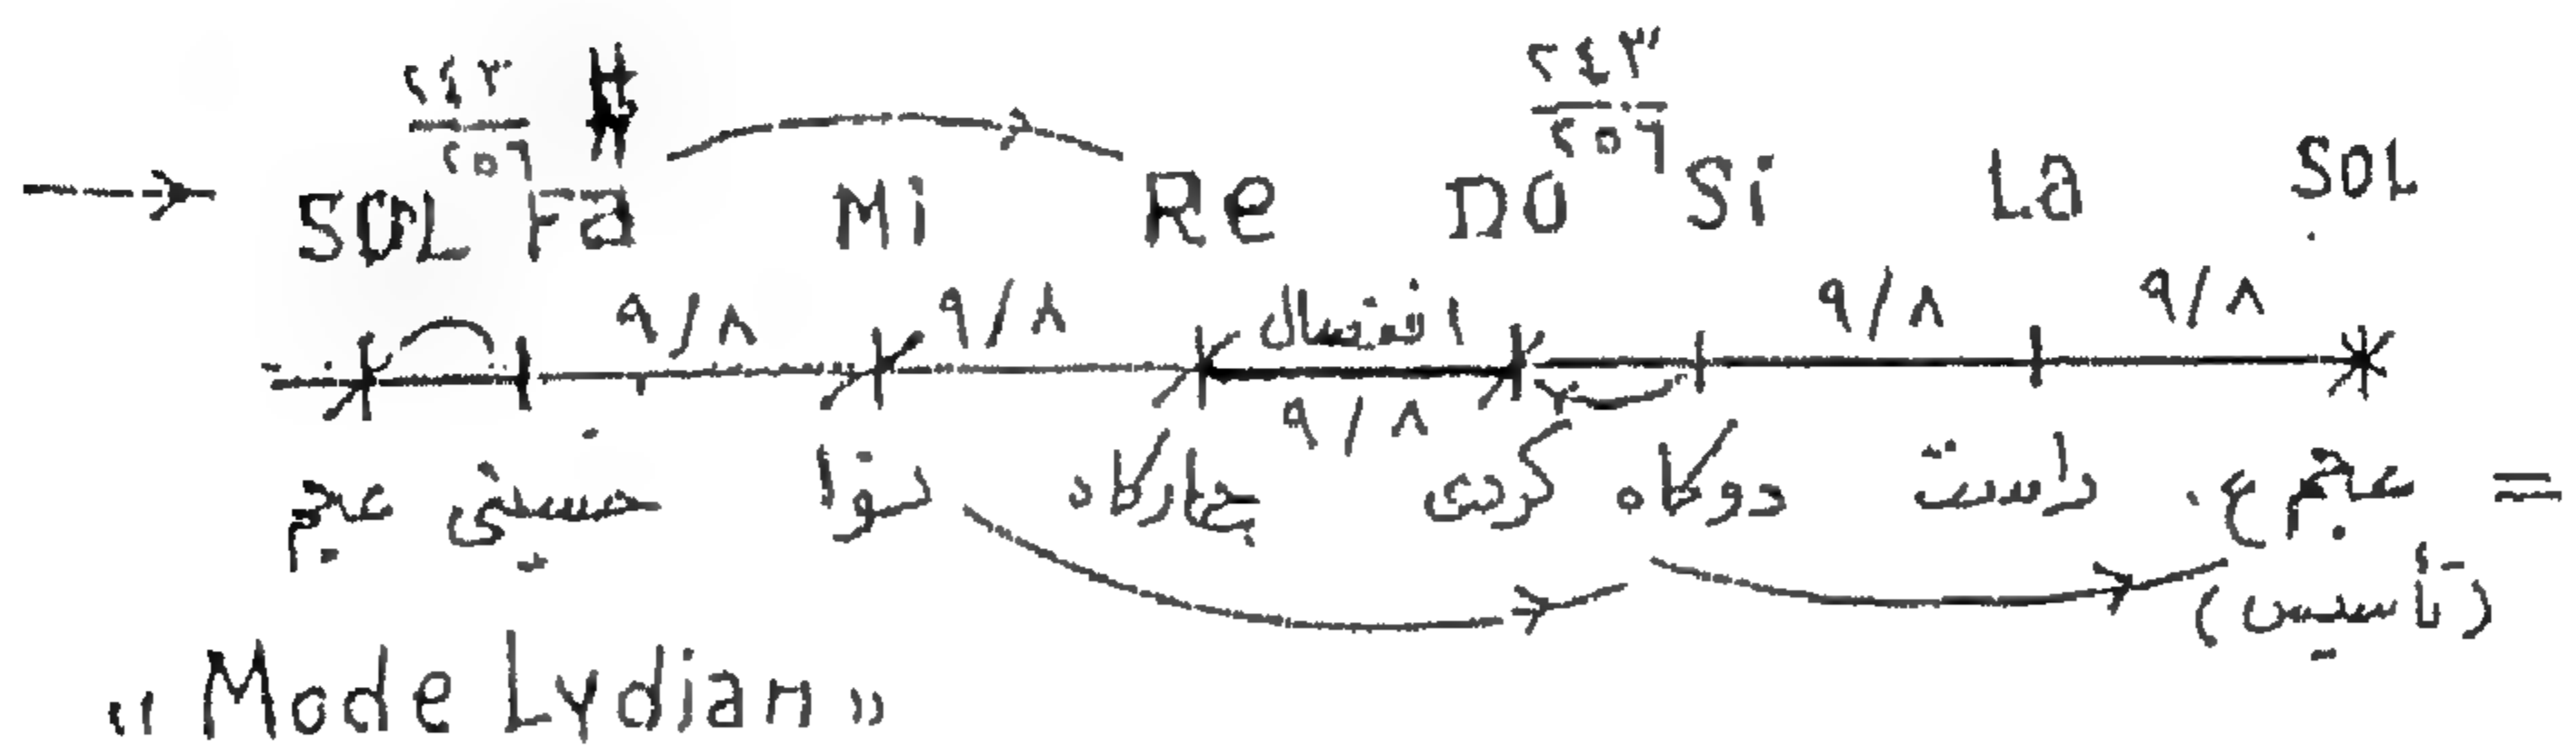 ٢٤٣ # ٢٤٣
٢٥٦ ٢٥٦
SOL Fa Mi Re DO Si La SOL
٩/٨ ٩/٨ انفصال ٩/٨ ٩/٨
٩/٨
عجم ع. راست دوكاه كردي جهاركاه نوا حسيني عجم =
(تأسيس)
"Mode Lydian"